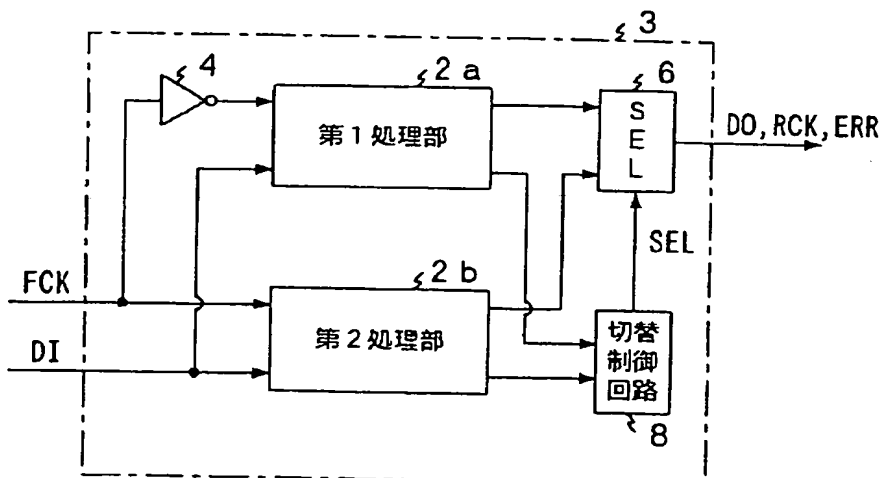 3
4
2a
6
第1処理部
S
E
L
DO, RCK, ERR
SEL
FCK
2b
第2処理部
DI
切替
制御
回路
8